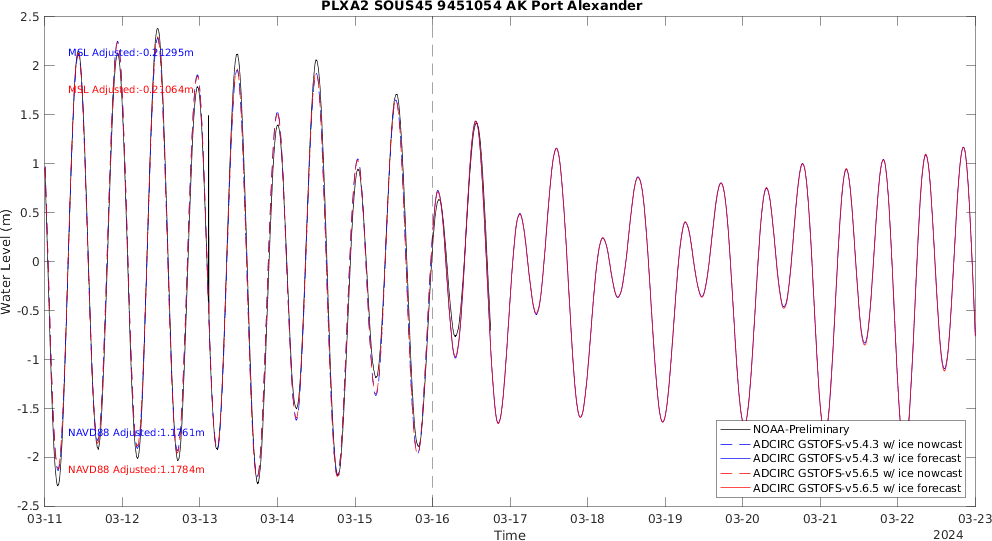 PLXA2 SOUS45 9451054 AK Port Alexander
MSL Adjusted:-0.21295m
MSL Adjusted:-0.21064m
NAVD88 Adjusted:1.1761m
NAVD88 Adjusted:1.1784m
Water Level (m)
2.5
2
1.5
1
0.5
0
-0.5
-1
-1.5
-2
-2.5
NOAA-Preliminary
ADCIRC GSTOFS-v5.4.3 w/ ice nowcast
ADCIRC GSTOFS-v5.4.3 w/ ice forecast
ADCIRC GSTOFS-v5.6.5 w/ ice nowcast
ADCIRC GSTOFS-v5.6.5 w/ ice forecast
03-11 03-12 03-13 03-14 03-15 03-16 03-17 03-18 03-19 03-20 03-21 03-22 03-23
Time
2024